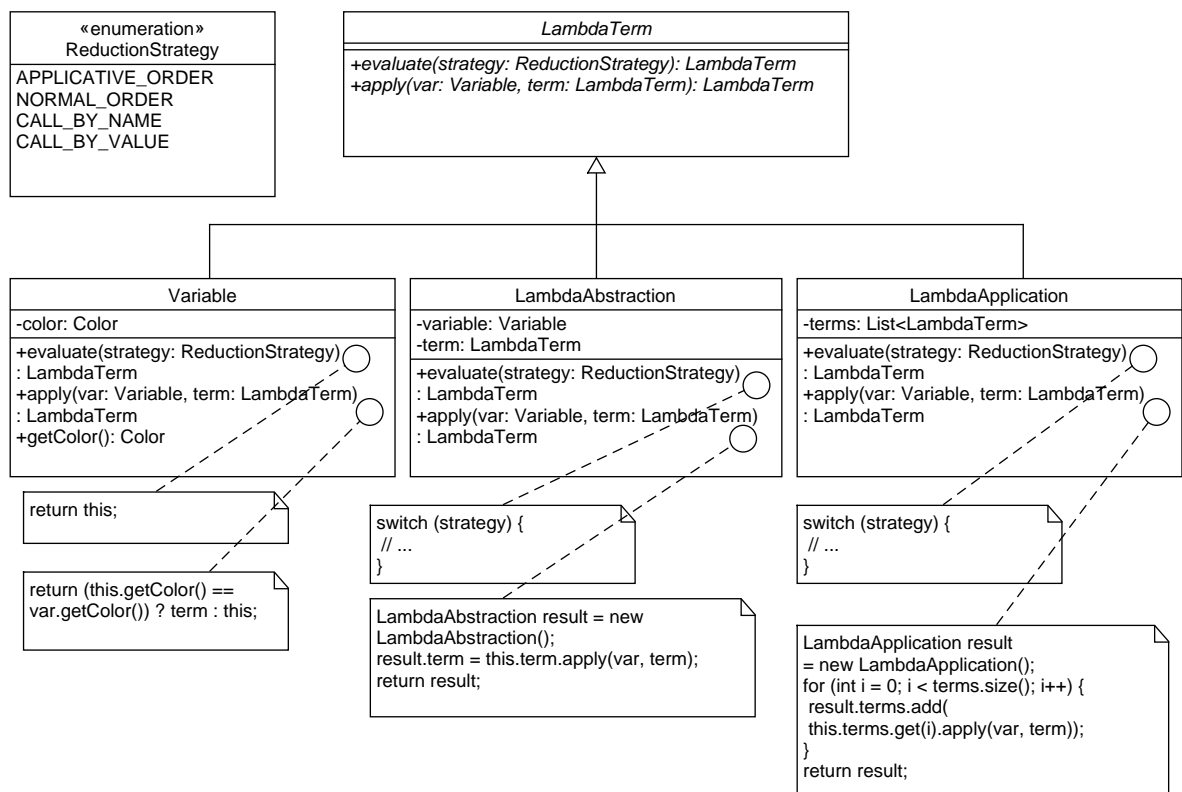 «enumeration»
ReductionStrategy
APPLICATIVE_ORDER
NORMAL_ORDER
CALL_BY_NAME
CALL_BY_VALUE
LambdaTerm
+evaluate(strategy: ReductionStrategy): LambdaTerm
+apply(var: Variable, term: LambdaTerm): LambdaTerm
Variable
-color: Color
+evaluate(strategy: ReductionStrategy)
: LambdaTerm
+apply(var: Variable, term: LambdaTerm)
: LambdaTerm
+getColor(): Color
LambdaAbstraction
-variable: Variable
-term: LambdaTerm
+evaluate(strategy: ReductionStrategy)
: LambdaTerm
+apply(var: Variable, term: LambdaTerm)
: LambdaTerm
LambdaApplication
-terms: List<LambdaTerm>
+evaluate(strategy: ReductionStrategy)
: LambdaTerm
+apply(var: Variable, term: LambdaTerm)
: LambdaTerm
return this;
return (this.getColor() ==
var.getColor()) ? term : this;
switch (strategy) {
// ...
}
LambdaAbstraction result = new
LambdaAbstraction();
result.term = this.term.apply(var, term);
return result;
switch (strategy) {
// ...
}
LambdaApplication result
= new LambdaApplication();
for (int i = 0; i < terms.size(); i++) {
result.terms.add(
this.terms.get(i).apply(var, term));
}
return result;